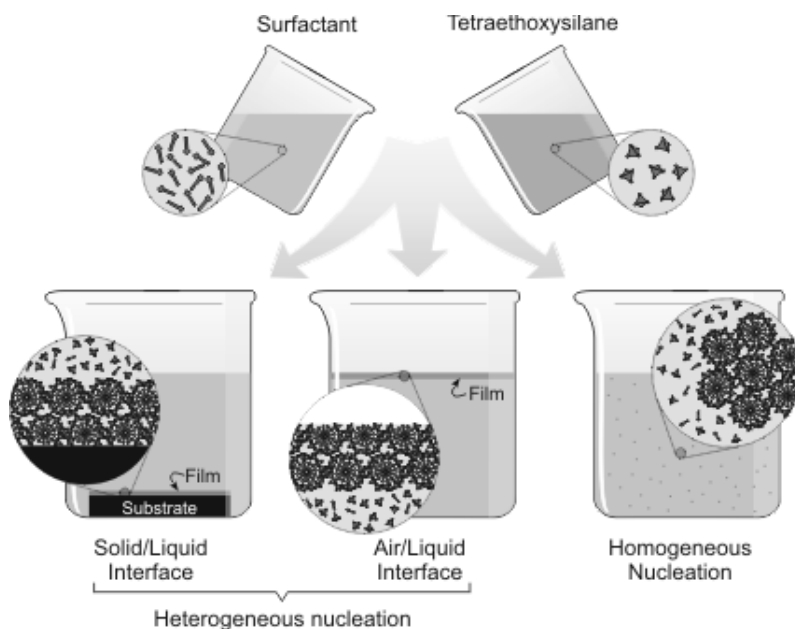 Surfactant
Tetraethoxysilane
Film
Substrate
Film
Solid/Liquid
Interface
Air/Liquid
Interface
Homogeneous
Nucleation
Heterogeneous nucleation